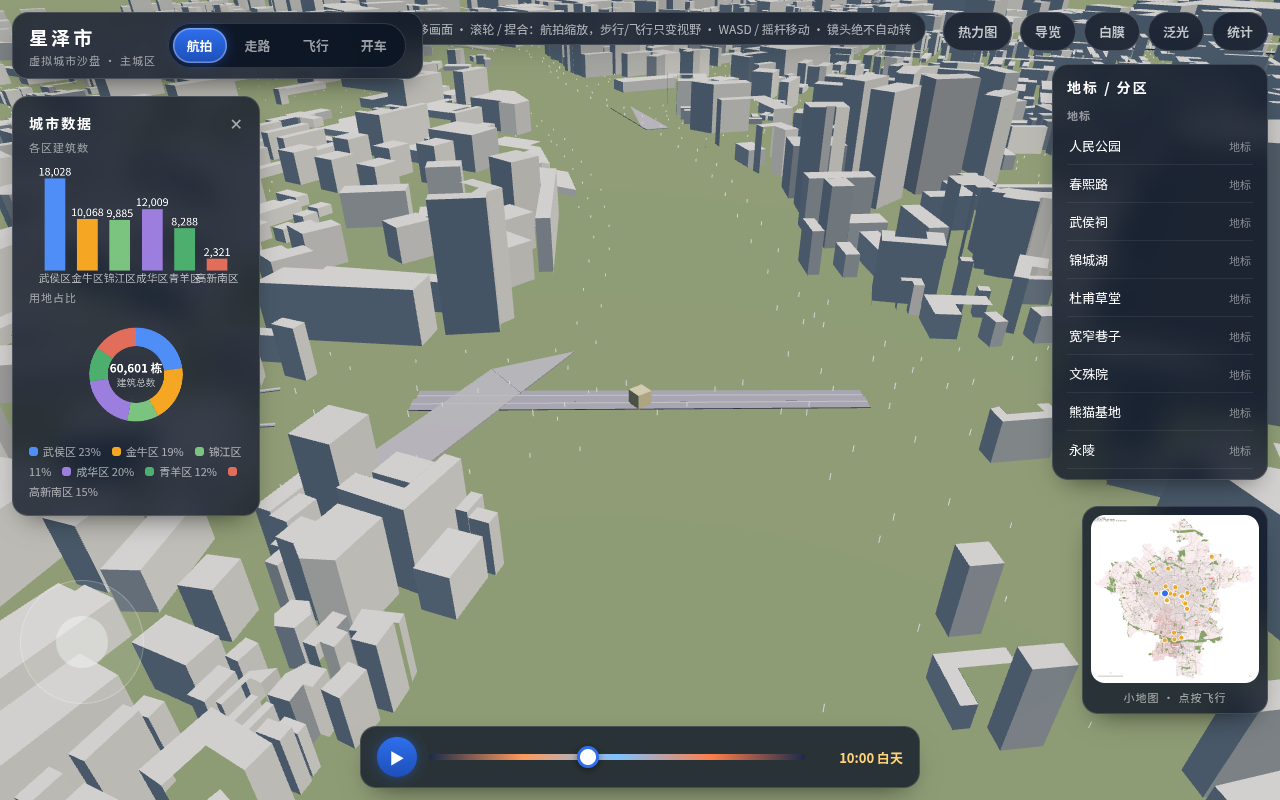 星泽市
虚拟城市沙盘 · 主城区
航拍
走路
飞行
开车
移画面 · 滚轮 / 捏合：航拍缩放，步行/飞行只变视野 · WASD / 摇杆移动 · 镜头绝不自动转
热力图
导览
白膜
泛光
统计
城市数据
×
各区建筑数
18,028
10,068
9,885
12,009
8,288
2,321
武侯区
金牛区
锦江区
成华区
青羊区
高新南区
用地占比
60,601 栋
建筑总数
武侯区 23% 金牛区 19% 锦江区
11% 成华区 20% 青羊区 12%
高新南区 15%
地标 / 分区
地标
人民公园 地标
春熙路 地标
武侯祠 地标
锦城湖 地标
杜甫草堂 地标
宽窄巷子 地标
文殊院 地标
熊猫基地 地标
永陵 地标
小地图 · 点按飞行
10:00 白天